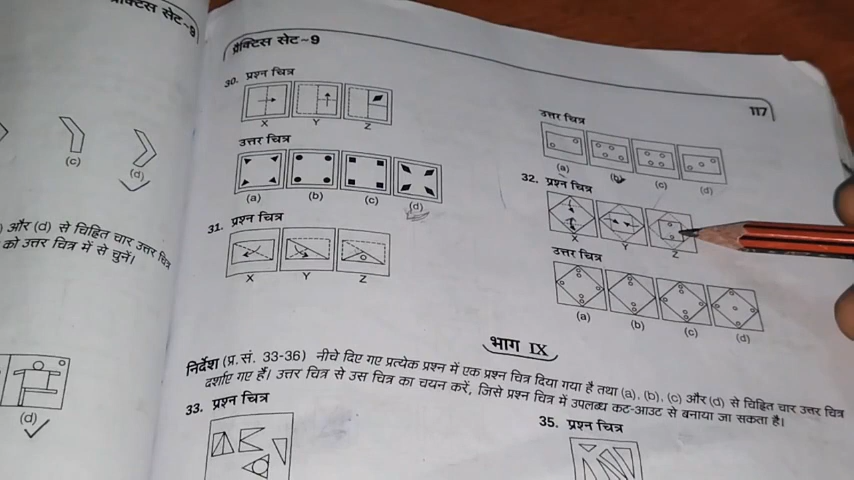 प्रैक्टिस सेट~9
प्रैक्टिस सेट~9
117
(c)
(d)
और (d) से चिह्नित चार उत्तर चित्र
को उत्तर चित्र में से चुनें।
(d)
30. प्रश्न चित्र
X Y Z
उत्तर चित्र
(a) (b) (c) (d)
31. प्रश्न चित्र
X Y Z
उत्तर चित्र
(a) (b) (c) (d)
32. प्रश्न चित्र
X Y Z
उत्तर चित्र
(a) (b) (c) (d)
भाग IX
निर्देश (प्र.सं. 33-36) नीचे दिए गए प्रत्येक प्रश्न में एक प्रश्न चित्र दिया गया है तथा (a), (b), (c) और (d) से चिह्नित चार उत्तर चित्र
दर्शाए गए हैं। उत्तर चित्र से उस चित्र का चयन करें, जिसे प्रश्न चित्र में उपलब्ध कट-आउट से बनाया जा सकता है।
33. प्रश्न चित्र
35. प्रश्न चित्र